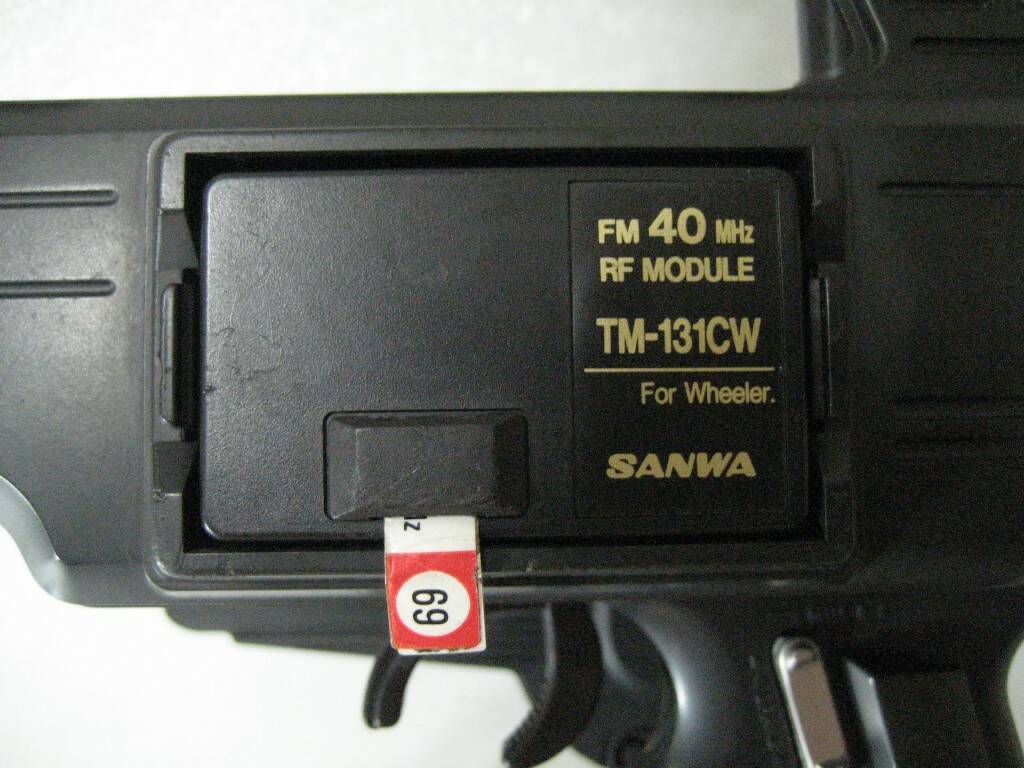 FM 40 MHz
RF MODULE
TM-131CW
For Wheeler.
SANWA
69